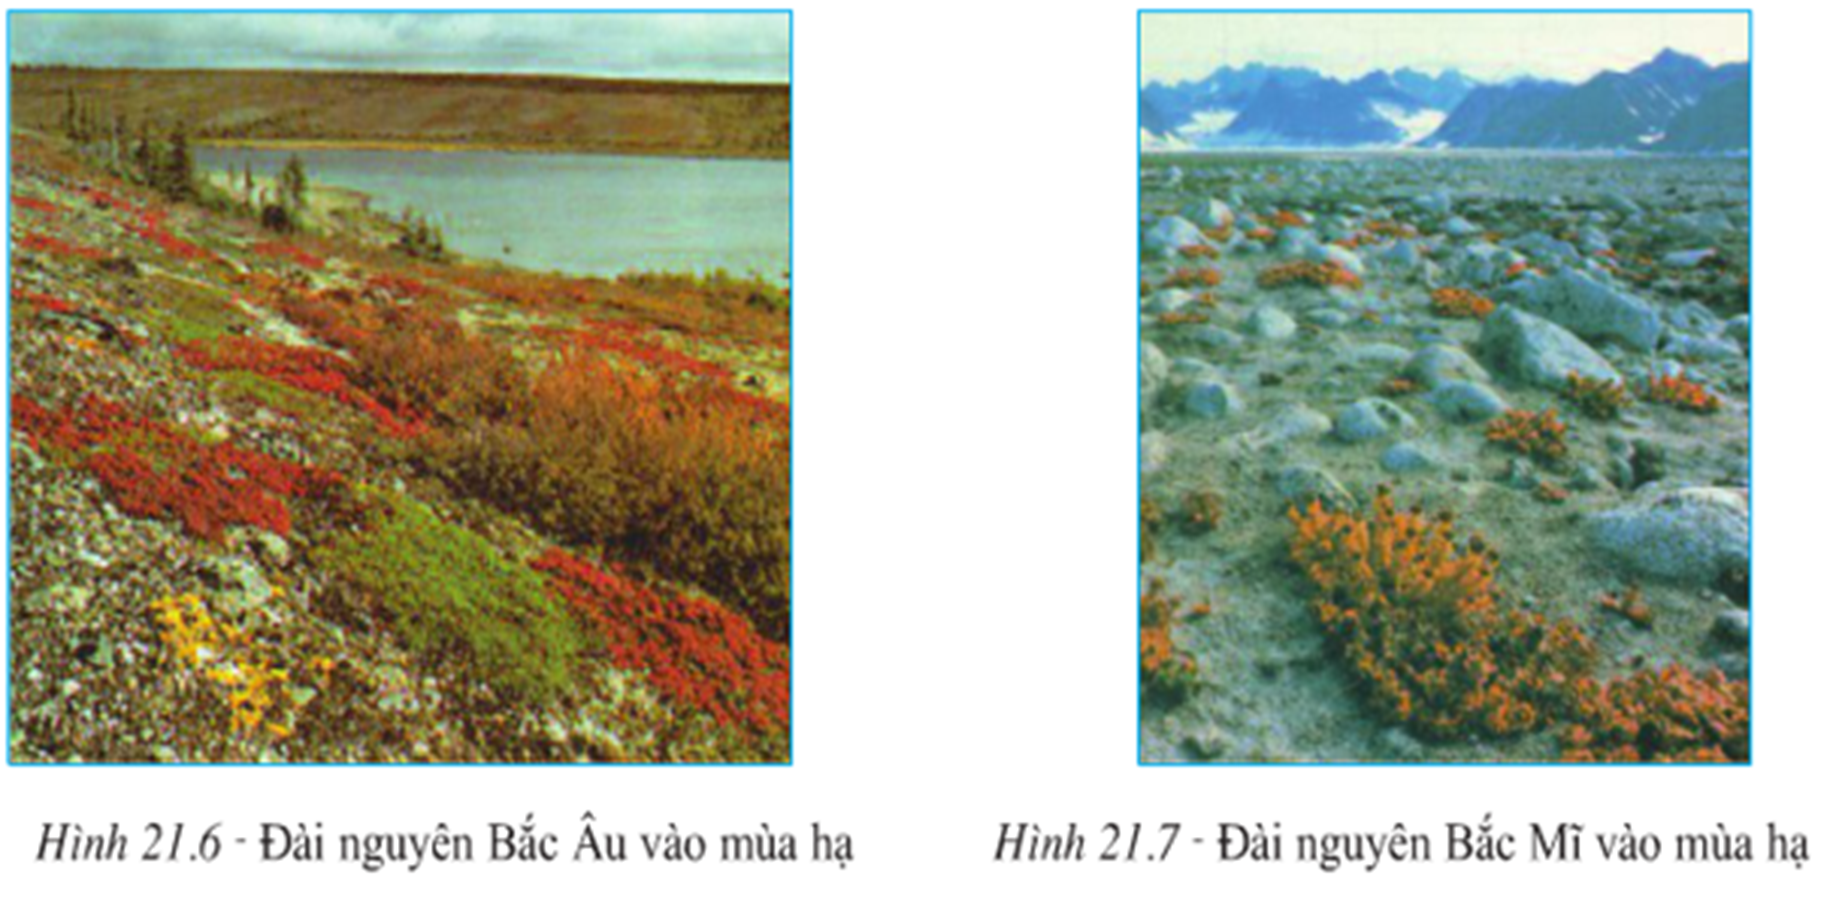 Hình 21.6 - Đài nguyên Bắc Âu vào mùa hạ
Hình 21.7 - Đài nguyên Bắc Mĩ vào mùa hạ